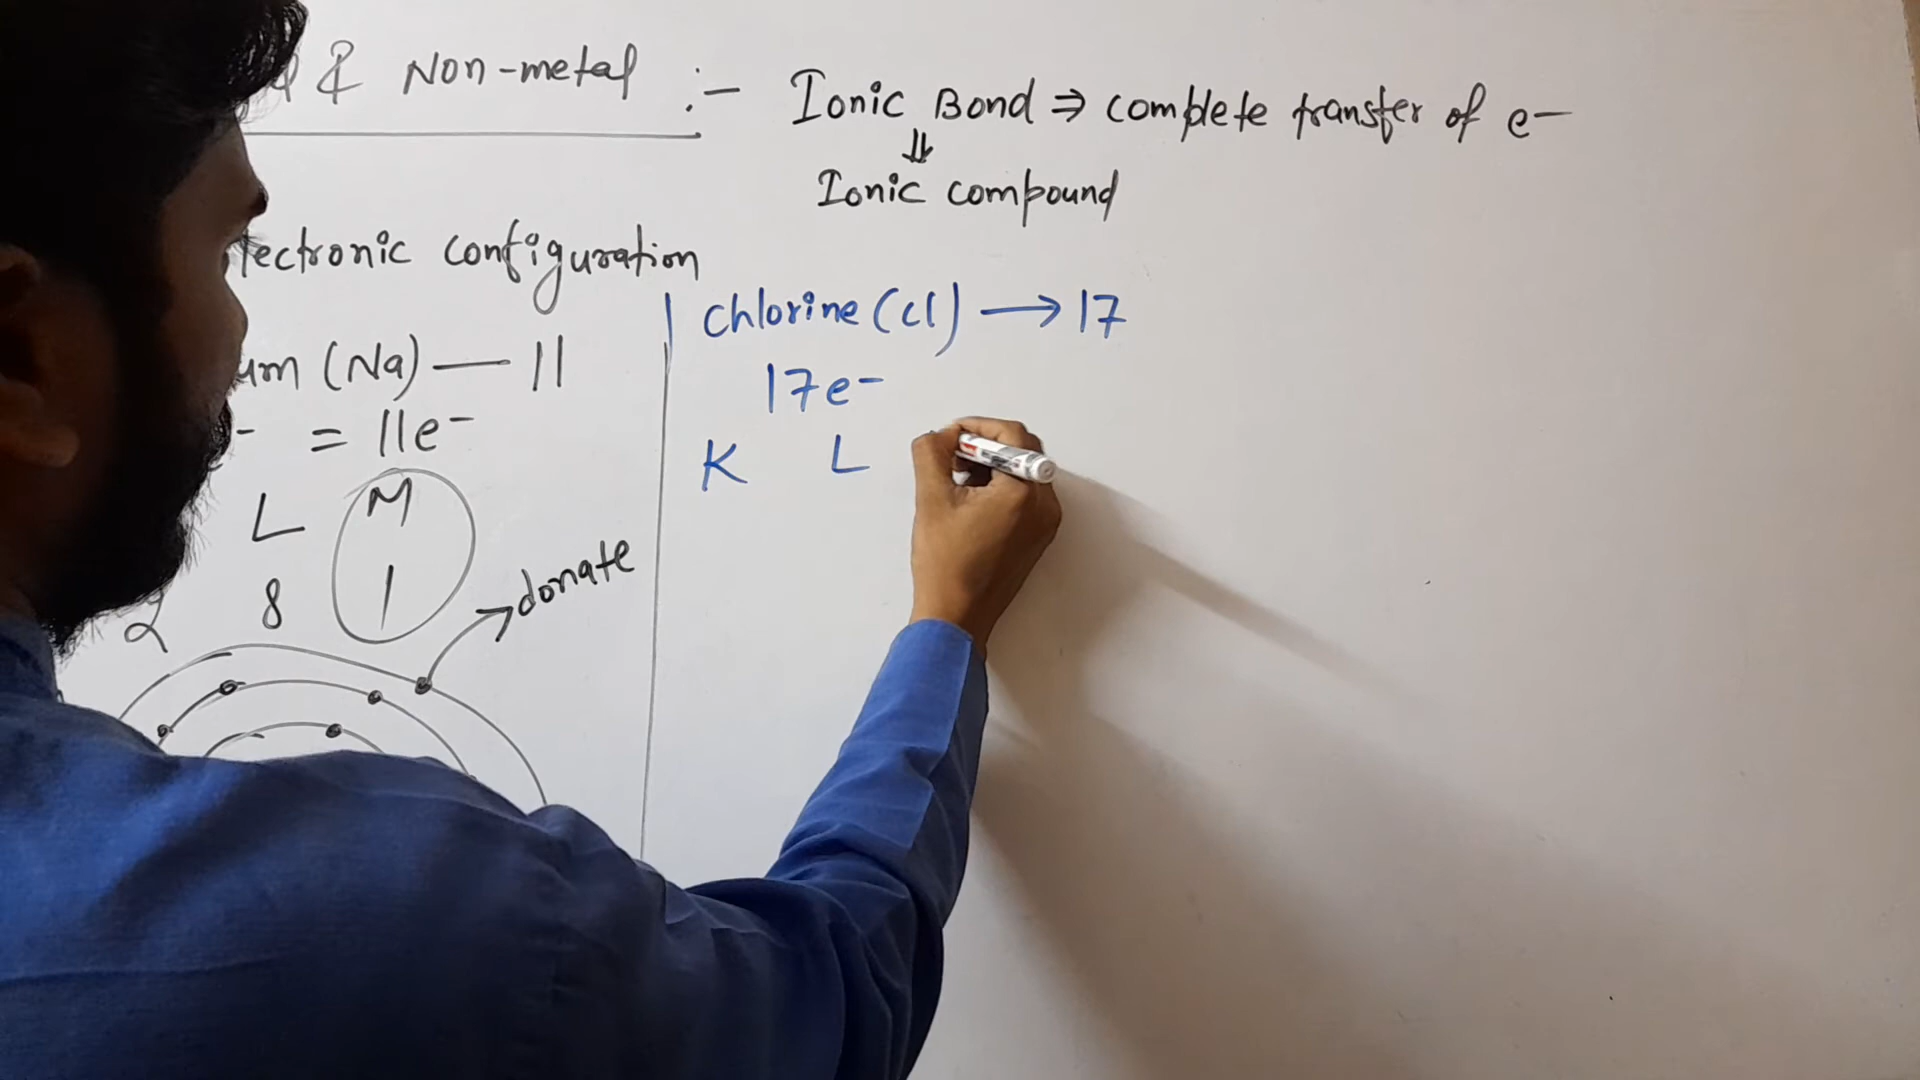 & Non-metal :- Ionic Bond ⇒ complete transfer of e-
⇓
Ionic compound
lectronic configuration
chlorine (cl) → 17
um (Na) — 11
17e-
- = 11e-
K L
L M
donate
2 8 1